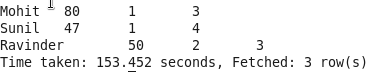 Mohit 80 1 3
Sunil 47 1 4
Ravinder 50 2 3
Time taken: 153.452 seconds, Fetched: 3 row(s)